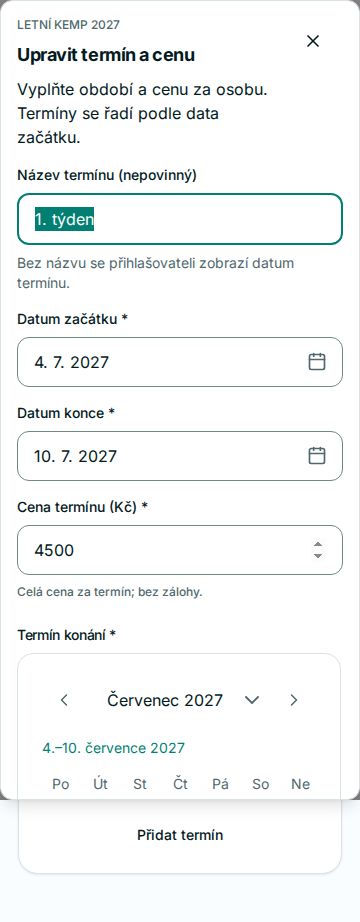 LETNÍ KEMP 2027
Upravit termín a cenu
Vyplňte období a cenu za osobu.
Termíny se řadí podle data
začátku.
Název termínu (nepovinný)
1. týden
Bez názvu se přihlašovateli zobrazí datum
termínu.
Datum začátku *
4. 7. 2027
Datum konce *
10. 7. 2027
Cena termínu (Kč) *
4500
Celá cena za termín; bez zálohy.
Termín konání *
Červenec 2027
4.–10. července 2027
Po Út St Čt Pá So Ne
Přidat termín